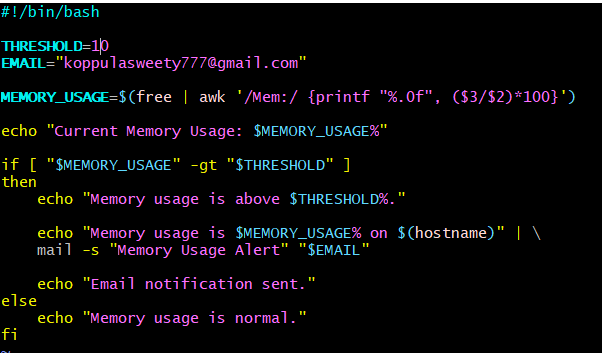 #!/bin/bash
THRESHOLD=10
EMAIL="koppulasweety777@gmail.com"
MEMORY_USAGE=$(free | awk '/Mem:/ {printf "%.0f", ($3/$2)*100}')
echo "Current Memory Usage: $MEMORY_USAGE%"
if [ "$MEMORY_USAGE" -gt "$THRESHOLD" ]
then
    echo "Memory usage is above $THRESHOLD%."
    echo "Memory usage is $MEMORY_USAGE% on $(hostname)" | \
    mail -s "Memory Usage Alert" "$EMAIL"
    echo "Email notification sent."
else
    echo "Memory usage is normal."
fi
~